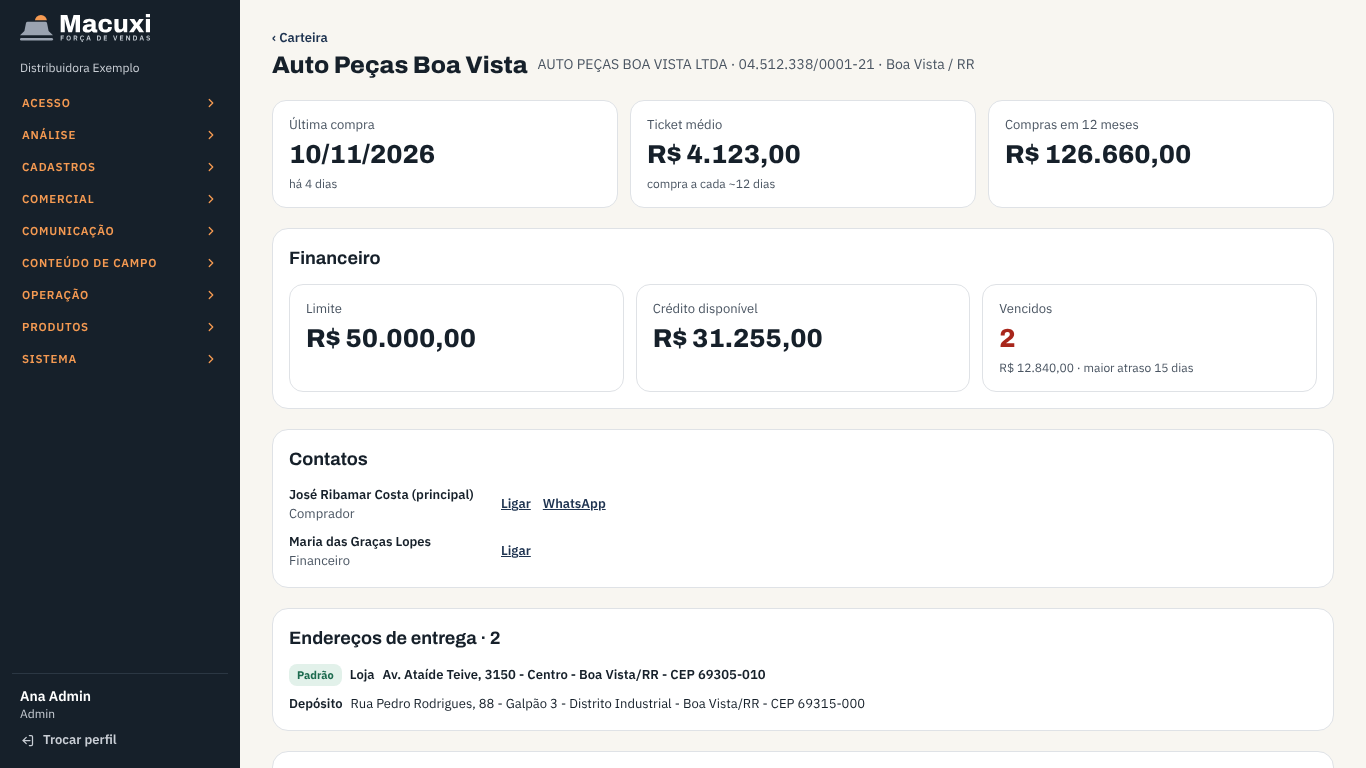 Macuxi
FORÇA DE VENDAS
Distribuidora Exemplo
ACESSO
ANÁLISE
CADASTROS
COMERCIAL
COMUNICAÇÃO
CONTEÚDO DE CAMPO
OPERAÇÃO
PRODUTOS
SISTEMA
Ana Admin
Admin
Trocar perfil
‹ Carteira
Auto Peças Boa Vista AUTO PEÇAS BOA VISTA LTDA · 04.512.338/0001-21 · Boa Vista / RR
Última compra
10/11/2026
há 4 dias
Ticket médio
R$ 4.123,00
compra a cada ~12 dias
Compras em 12 meses
R$ 126.660,00
Financeiro
Limite
R$ 50.000,00
Crédito disponível
R$ 31.255,00
Vencidos
2
R$ 12.840,00 · maior atraso 15 dias
Contatos
José Ribamar Costa (principal)
Comprador
Ligar WhatsApp
Maria das Graças Lopes
Financeiro
Ligar
Endereços de entrega · 2
Padrão Loja Av. Ataíde Teive, 3150 - Centro - Boa Vista/RR - CEP 69305-010
Depósito Rua Pedro Rodrigues, 88 - Galpão 3 - Distrito Industrial - Boa Vista/RR - CEP 69315-000